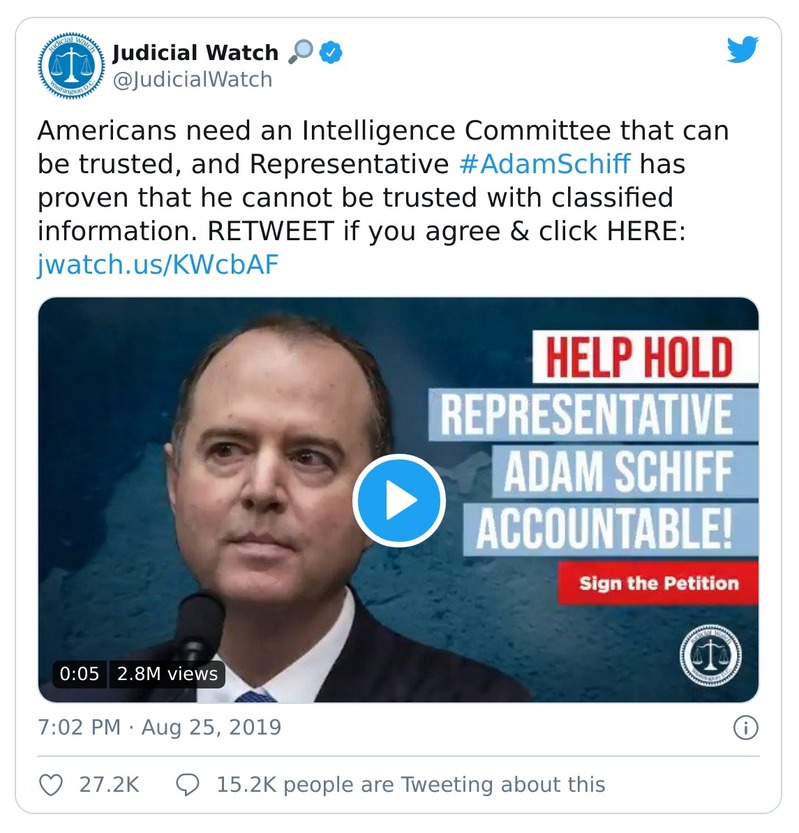 Judicial Watch
@JudicialWatch
Americans need an Intelligence Committee that can
be trusted, and Representative #AdamSchiff has
proven that he cannot be trusted with classified
information. RETWEET if you agree & click HERE:
jwatch.us/KWcbAF
HELP HOLD
REPRESENTATIVE
ADAM SCHIFF
ACCOUNTABLE!
Sign the Petition
0:05 2.8M views
7:02 PM · Aug 25, 2019
27.2K 15.2K people are Tweeting about this